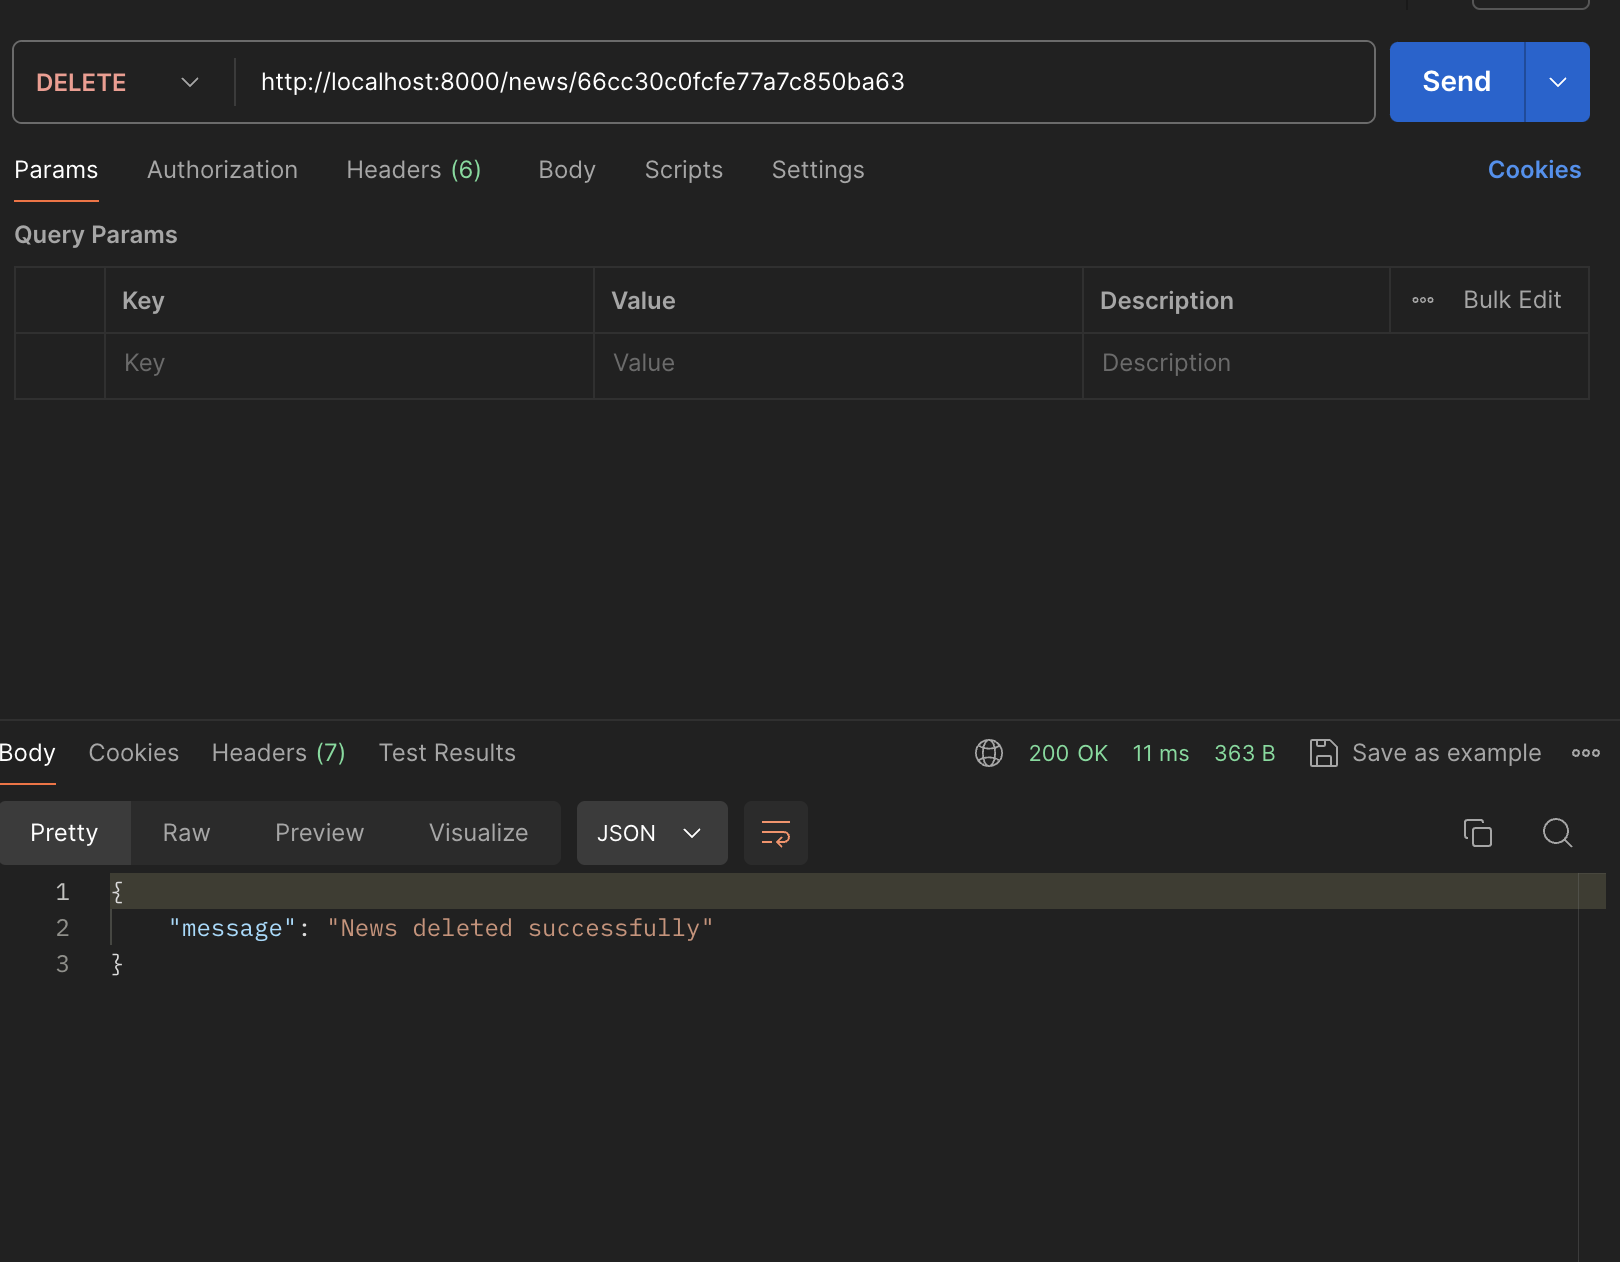 DELETE http://localhost:8000/news/66cc30c0fcfe77a7c850ba63 Send
Params Authorization Headers (6) Body Scripts Settings Cookies
Query Params
Key Value Description Bulk Edit
Key Value Description
Body Cookies Headers (7) Test Results 200 OK 11 ms 363 B Save as example
Pretty Raw Preview Visualize JSON
1 {
2 "message": "News deleted successfully"
3 }